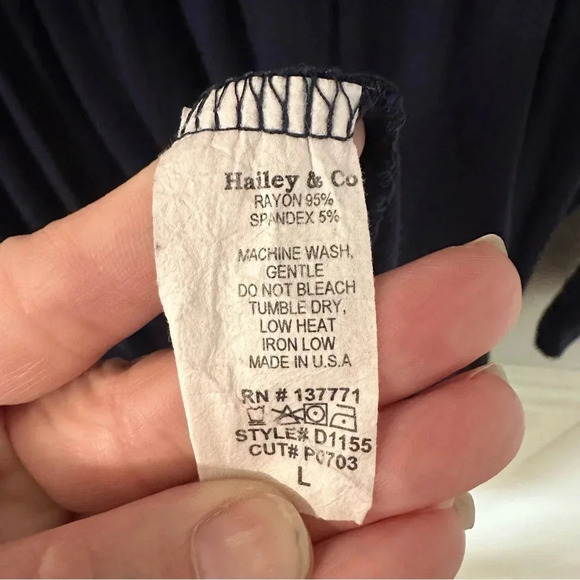 Hailey & Co
RAYON 95%
SPANDEX 5%
MACHINE WASH,
GENTLE
DO NOT BLEACH
TUMBLE DRY,
LOW HEAT
IRON LOW
MADE IN U.S.A
RN # 137771
STYLE# D1155
CUT# P0703
L